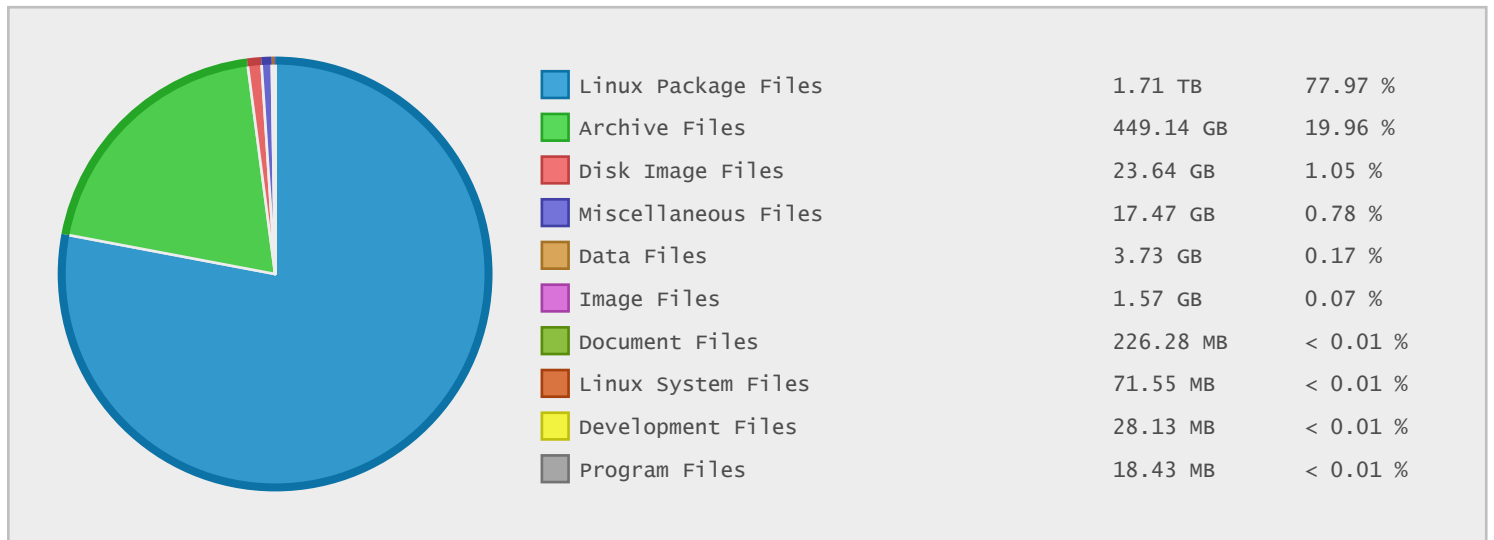 Linux Package Files 1.71 TB 77.97 %
Archive Files 449.14 GB 19.96 %
Disk Image Files 23.64 GB 1.05 %
Miscellaneous Files 17.47 GB 0.78 %
Data Files 3.73 GB 0.17 %
Image Files 1.57 GB 0.07 %
Document Files 226.28 MB < 0.01 %
Linux System Files 71.55 MB < 0.01 %
Development Files 28.13 MB < 0.01 %
Program Files 18.43 MB < 0.01 %